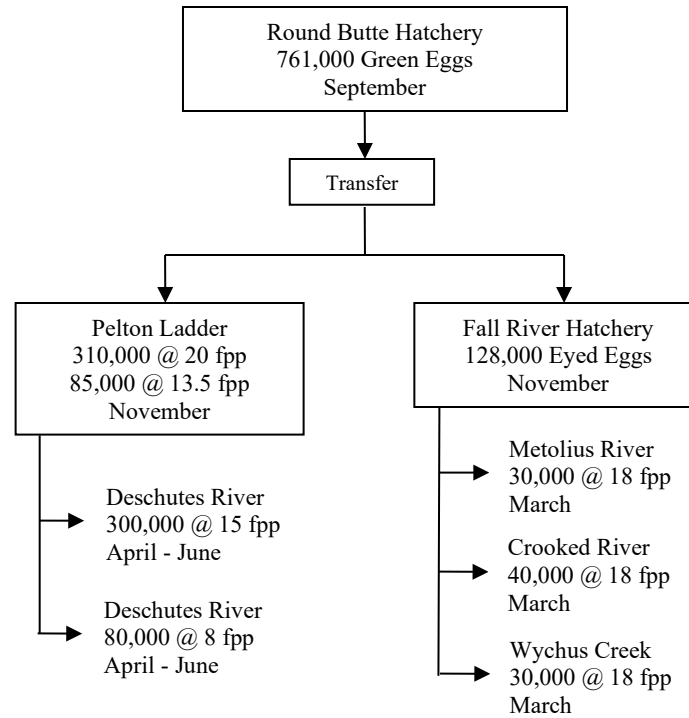 Round Butte Hatchery
761,000 Green Eggs
September
Transfer
Pelton Ladder
310,000 @ 20 fpp
85,000 @ 13.5 fpp
November
Deschutes River
300,000 @ 15 fpp
April - June
Deschutes River
80,000 @ 8 fpp
April - June
Fall River Hatchery
128,000 Eyed Eggs
November
Metolius River
30,000 @ 18 fpp
March
Crooked River
40,000 @ 18 fpp
March
Wychus Creek
30,000 @ 18 fpp
March